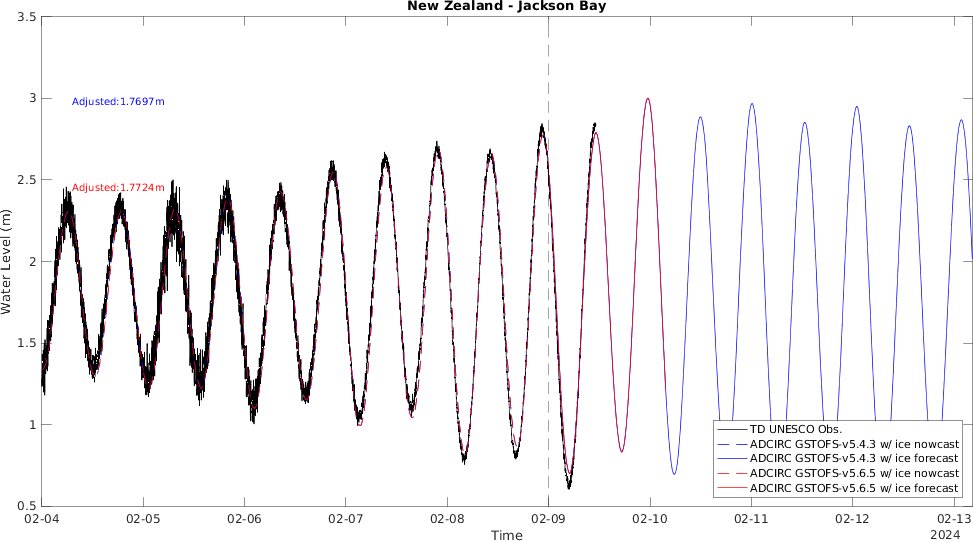 New Zealand - Jackson Bay
3.5
3
2.5
2
1.5
1
0.5
Water Level (m)
Adjusted:1.7697m
Adjusted:1.7724m
TD UNESCO Obs.
ADCIRC GSTOFS-v5.4.3 w/ ice nowcast
ADCIRC GSTOFS-v5.4.3 w/ ice forecast
ADCIRC GSTOFS-v5.6.5 w/ ice nowcast
ADCIRC GSTOFS-v5.6.5 w/ ice forecast
02-04 02-05 02-06 02-07 02-08 02-09 02-10 02-11 02-12 02-13
Time
2024